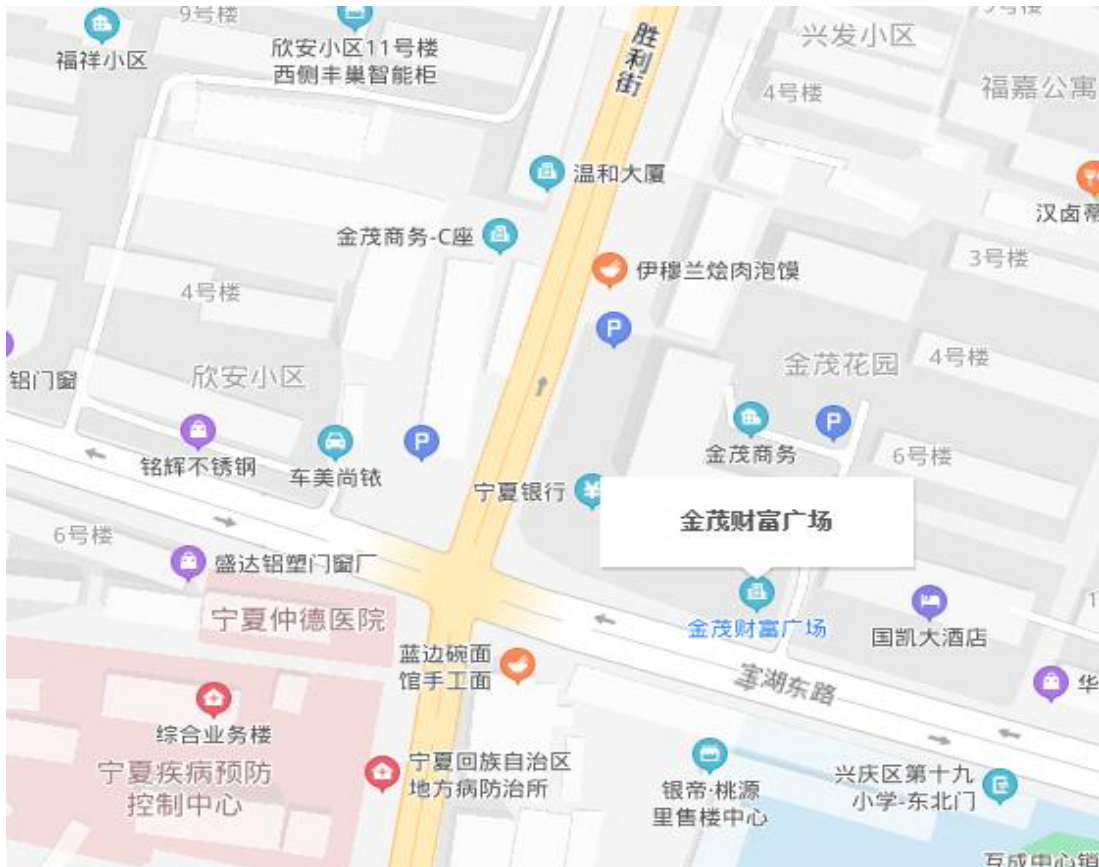 9号楼
福祥小区
欣安小区11号楼
西侧丰巢智能柜
胜利街
兴发小区
4号楼
福嘉公寓
温和大厦
汉卤蒂
金茂商务-C座
伊穆兰烩肉泡馍
3号楼
4号楼
P
金茂花园
4号楼
铝门窗
欣安小区
铭辉不锈钢
车美尚铱
P
金茂商务
P
6号楼
宁夏银行
金茂财富广场
6号楼
盛达铝塑门窗厂
宁夏仲德医院
金茂财富广场
国凯大酒店
蓝边碗面
馆手工面
宝湖东路
华
综合业务楼
宁夏疾病预防
控制中心
宁夏回族自治区
地方病防治所
银帝·桃源
里售楼中心
兴庆区第十九
小学-东北门
互成中心销